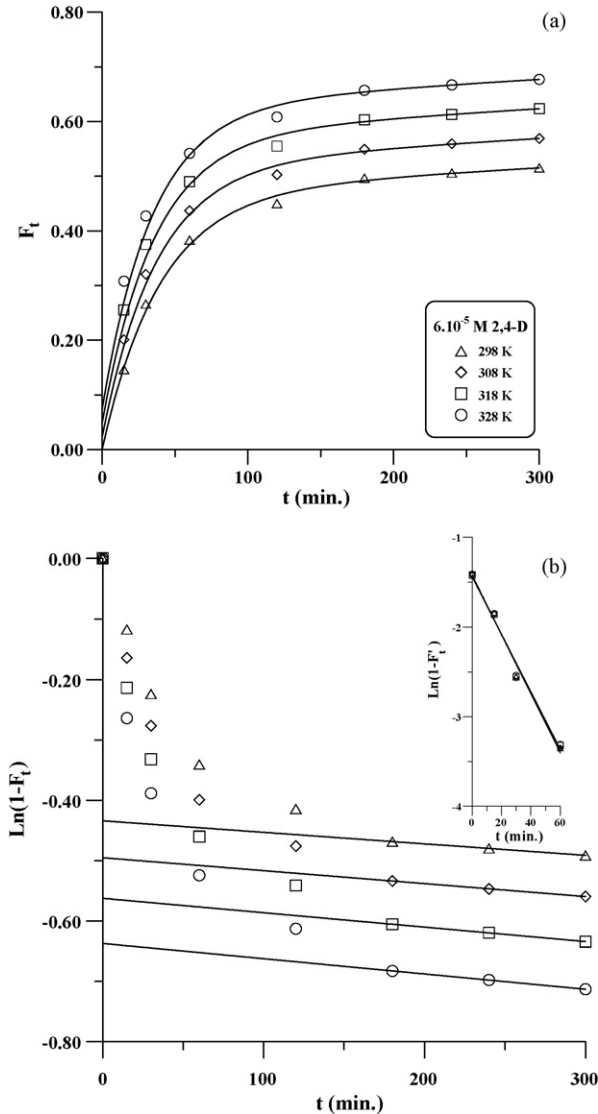 (a)
0.80
0.60
0.40
0.20
0.00
F_t
6.10⁻⁵ M 2,4-D
298 K
308 K
318 K
328 K
0
100
200
300
t (min.)
(b)
0.00
-0.20
-0.40
-0.60
-0.80
Ln(1-F_t)
-1
-2
-3
-4
Ln(1-F'_t)
0 20 40 60
t (min.)
0
100
200
300
t (min.)